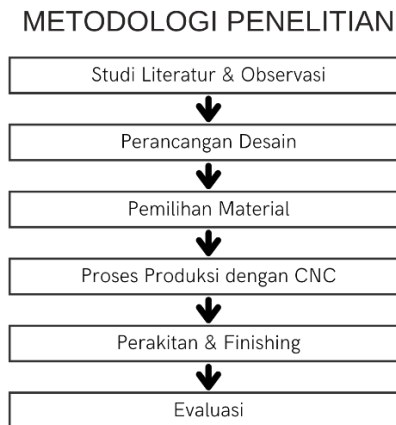 METODOLOGI PENELITIAN
Studi Literatur & Observasi
Perancangan Desain
Pemilihan Material
Proses Produksi dengan CNC
Perakitan & Finishing
Evaluasi